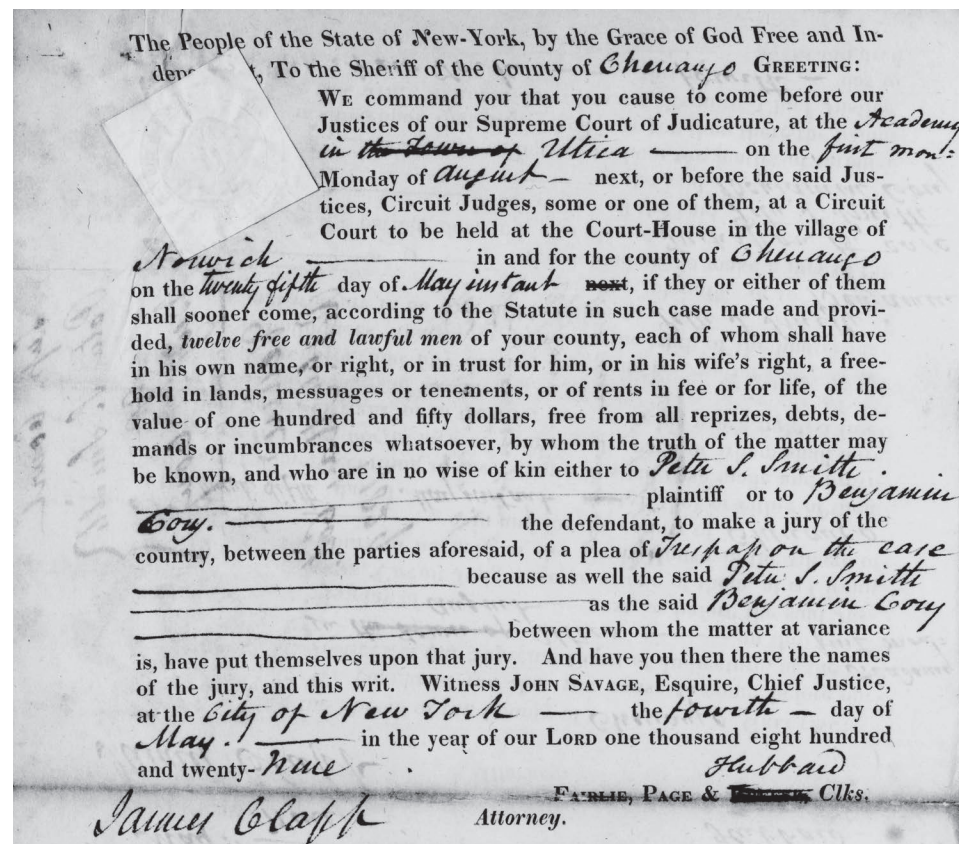 The People of the State of New-York, by the Grace of God Free and In-
dep t, To the Sheriff of the County of Chenango GREETING:
WE command you that you cause to come before our
Justices of our Supreme Court of Judicature, at the Academy
in the Town of Utica on the first mon:
Monday of August next, or before the said Jus-
tices, Circuit Judges, some or one of them, at a Circuit
Court to be held at the Court-House in the village of
Norwich in and for the county of Chenango
on the twenty fifth day of May instant next, if they or either of them
shall sooner come, according to the Statute in such case made and provi-
ded, twelve free and lawful men of your county, each of whom shall have
in his own name, or right, or in trust for him, or in his wife's right, a free-
hold in lands, messuages or tenements, or of rents in fee or for life, of the
value of one hundred and fifty dollars, free from all reprizes, debts, de-
mands or incumbrances whatsoever, by whom the truth of the matter may
be known, and who are in no wise of kin either to Peter S. Smith.
plaintiff or to Benjamin
Cory. the defendant, to make a jury of the
country, between the parties aforesaid, of a plea of Trespass on the case
because as well the said Peter S. Smith
as the said Benjamin Cory
between whom the matter at variance
is, have put themselves upon that jury. And have you then there the names
of the jury, and this writ. Witness JOHN SAVAGE, Esquire, Chief Justice,
at the City of New York the fourth day of
May. in the year of our LORD one thousand eight hundred
and twenty-nine.
Hubbard
FAIRLIE, PAGE & Clks.
James Clapp Attorney.